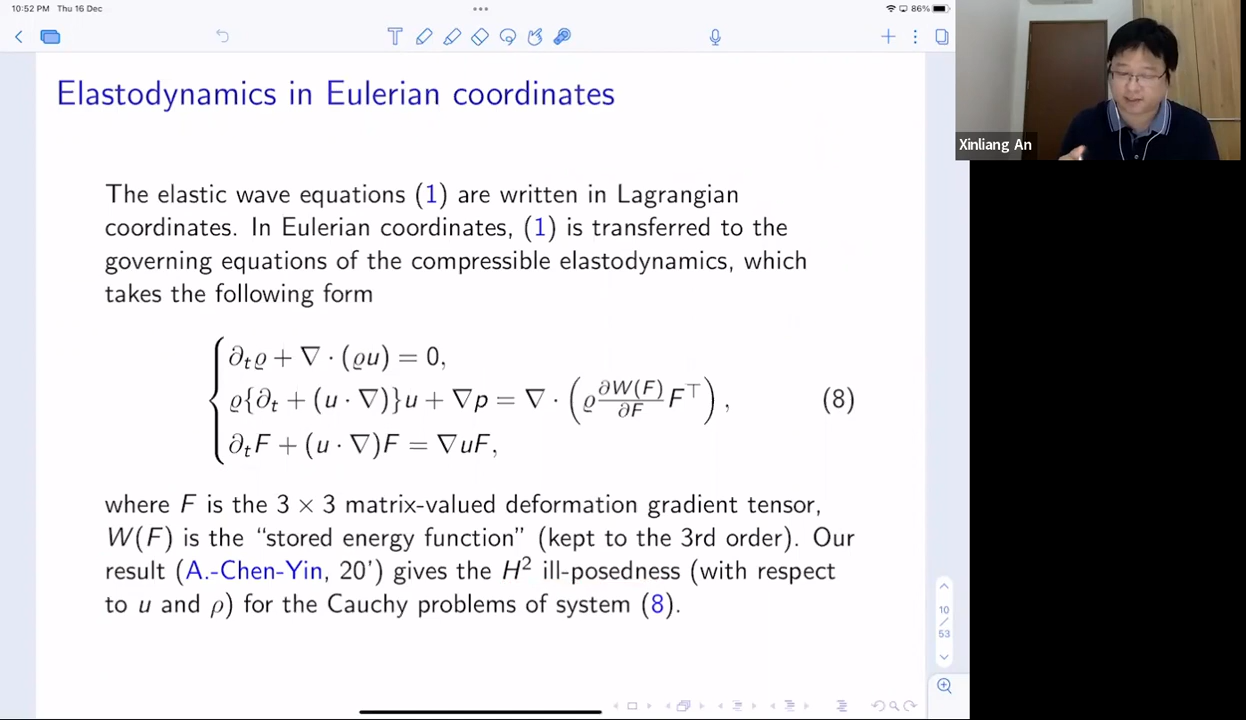 10:52 PM Thu 16 Dec
86%
Xinliang An
Elastodynamics in Eulerian coordinates
The elastic wave equations (1) are written in Lagrangian
coordinates. In Eulerian coordinates, (1) is transferred to the
governing equations of the compressible elastodynamics, which
takes the following form
∂ₜϱ + ∇ · (ϱu) = 0,
ϱ{∂ₜ + (u · ∇)}u + ∇p = ∇ · (ϱ ∂W(F)/∂F F⊤),
(8)
∂ₜF + (u · ∇)F = ∇uF,
where F is the 3 × 3 matrix-valued deformation gradient tensor,
W(F) is the “stored energy function” (kept to the 3rd order). Our
result (A.-Chen-Yin, 20’) gives the H² ill-posedness (with respect
to u and ρ) for the Cauchy problems of system (8).
10
/
53